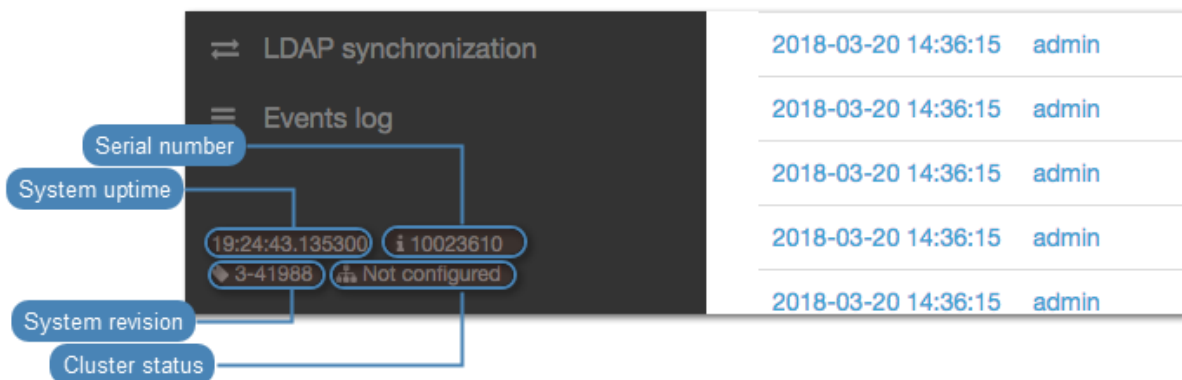 LDAP synchronization
Events log
Serial number
System uptime
19:24:43.135300 10023610
3-41988 Not configured
System revision
Cluster status
2018-03-20 14:36:15 admin
2018-03-20 14:36:15 admin
2018-03-20 14:36:15 admin
2018-03-20 14:36:15 admin
2018-03-20 14:36:15 admin